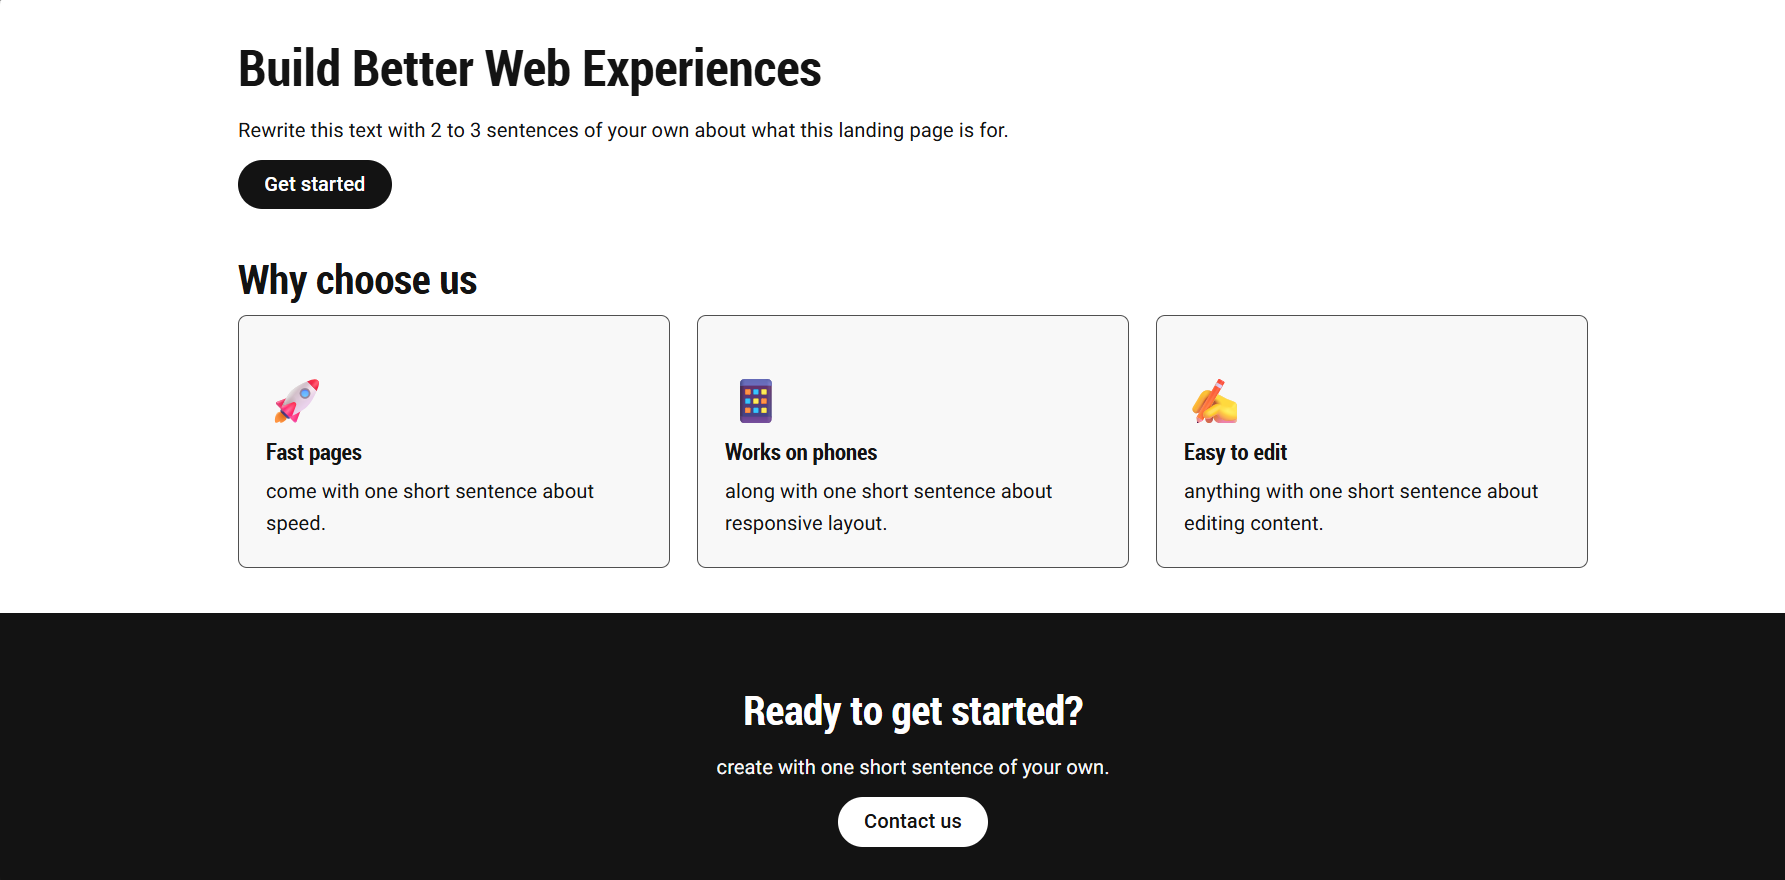 Build Better Web Experiences
Rewrite this text with 2 to 3 sentences of your own about what this landing page is for.
Get started
Why choose us
Fast pages
come with one short sentence about
speed.
Works on phones
along with one short sentence about
responsive layout.
Easy to edit
anything with one short sentence about
editing content.
Ready to get started?
create with one short sentence of your own.
Contact us